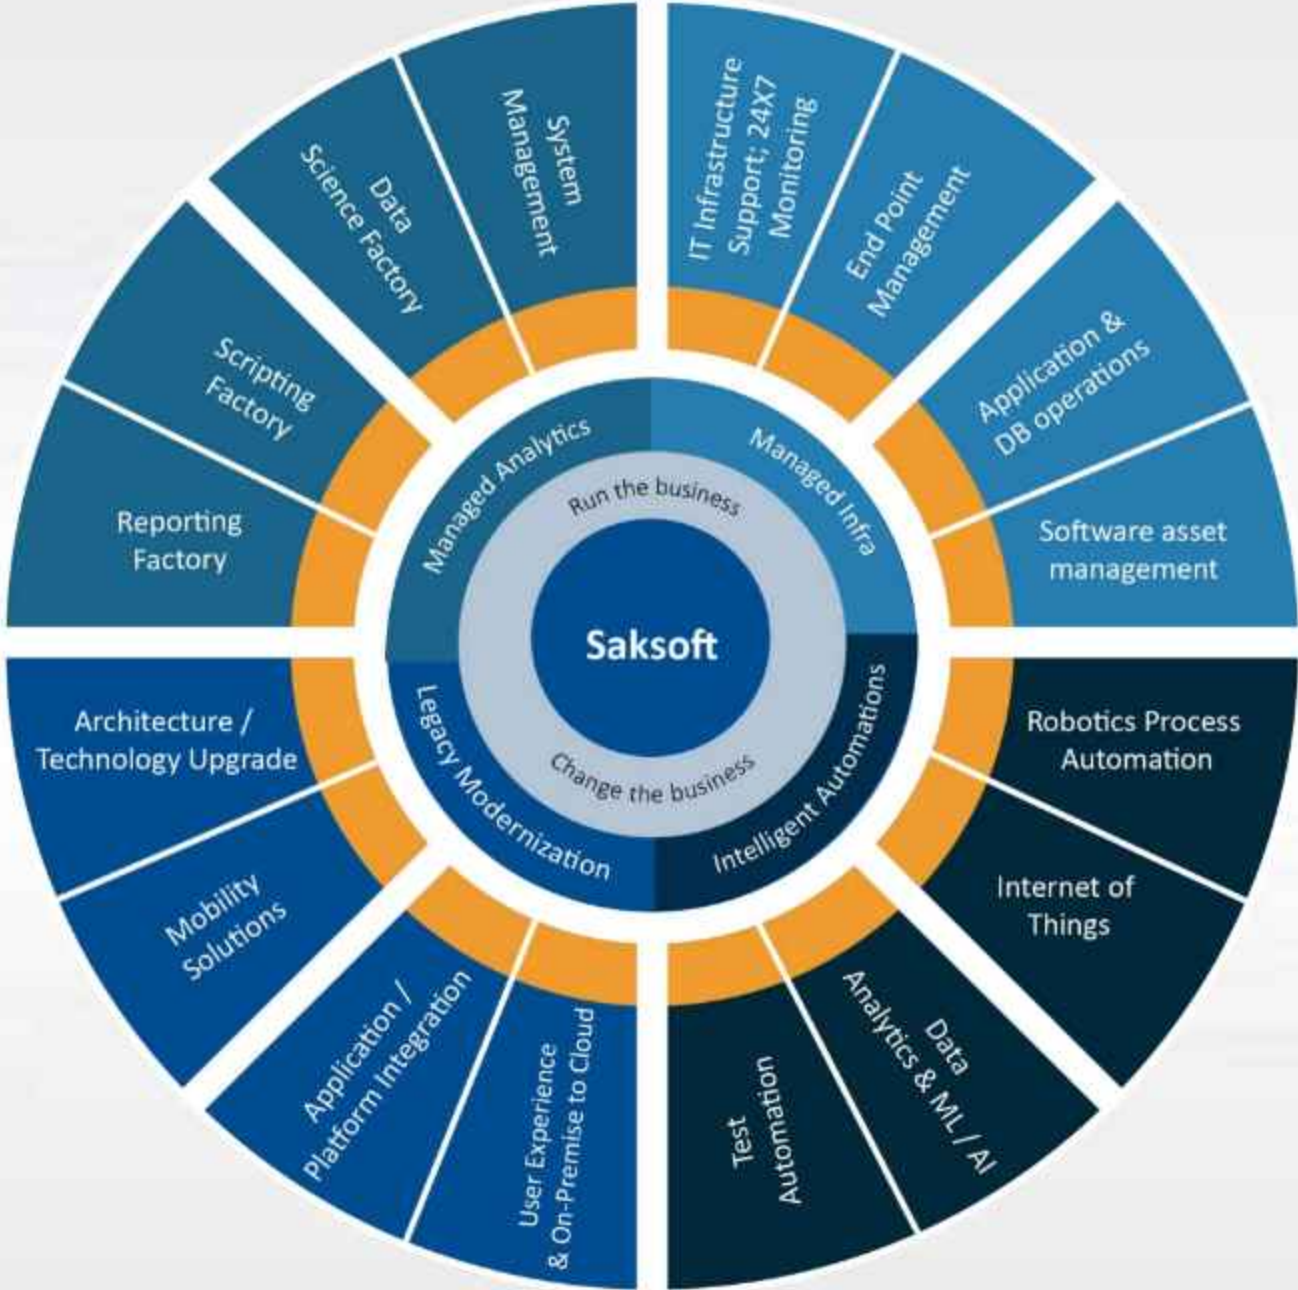 System
Management
Data
Science Factory
Scripting
Factory
Reporting
Factory
IT Infrastructure
Support; 24X7
Monitoring
End Point
Management
Application &
DB operations
Software asset
management
Managed Analytics
Managed Infra
Run the business
Saksoft
Change the business
Legacy Modernization
Intelligent Automations
Architecture /
Technology Upgrade
Mobility
Solutions
Application /
Platform Integration
User Experience
& On-Premise to Cloud
Robotics Process
Automation
Internet of
Things
Data
Analytics & ML / AI
Test
Automation